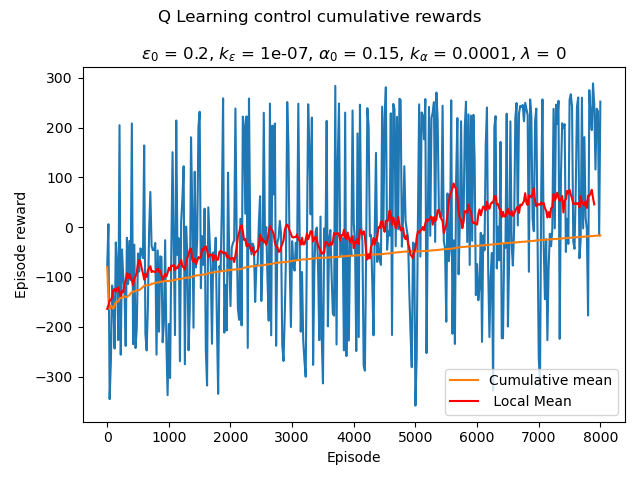 Q Learning control cumulative rewards
ε₀ = 0.2, kε = 1e-07, α₀ = 0.15, kα = 0.0001, λ = 0
Episode reward
300
200
100
0
−100
−200
−300
Cumulative mean
Local Mean
0 1000 2000 3000 4000 5000 6000 7000 8000
Episode